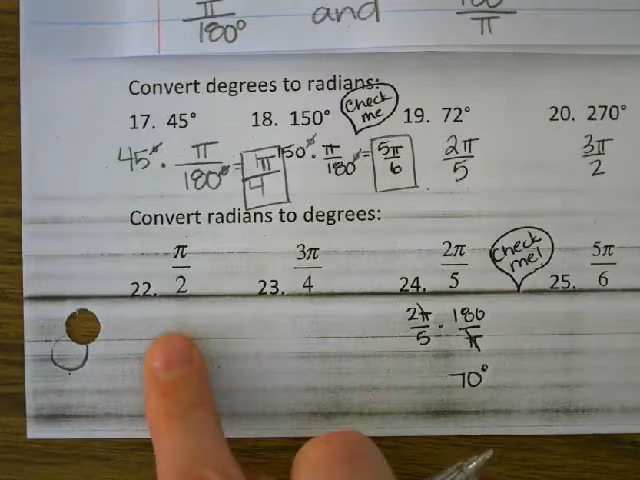 π/180° and 180/π
Convert degrees to radians:
17. 45° 18. 150° Check me 19. 72° 20. 270°
45° · π/180° = π/4 150° · π/180° = 5π/6 2π/5 3π/2
Convert radians to degrees:
22. π/2 23. 3π/4 24. 2π/5 Check me! 25. 5π/6
2π/5 · 180/π
70°